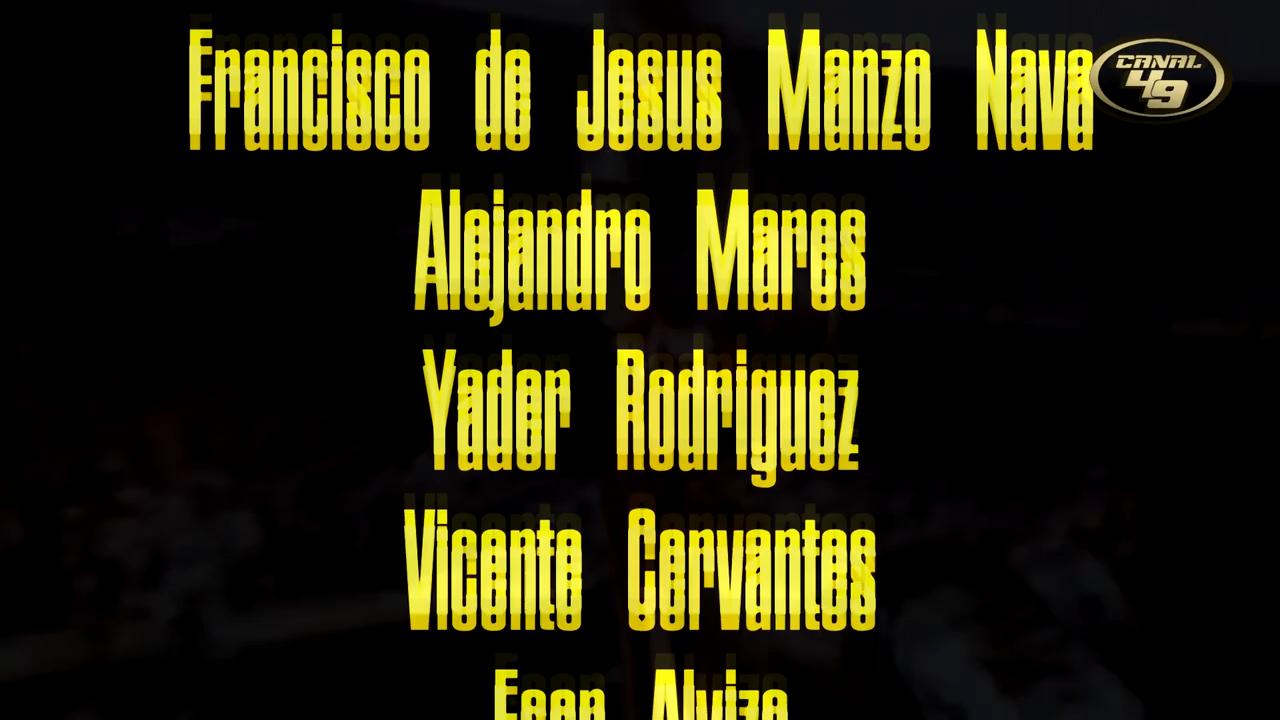 Francisco de Jesus Manzo Nava
CANAL
49
Alejandro Mares
Yader Rodriguez
Vicente Cervantes